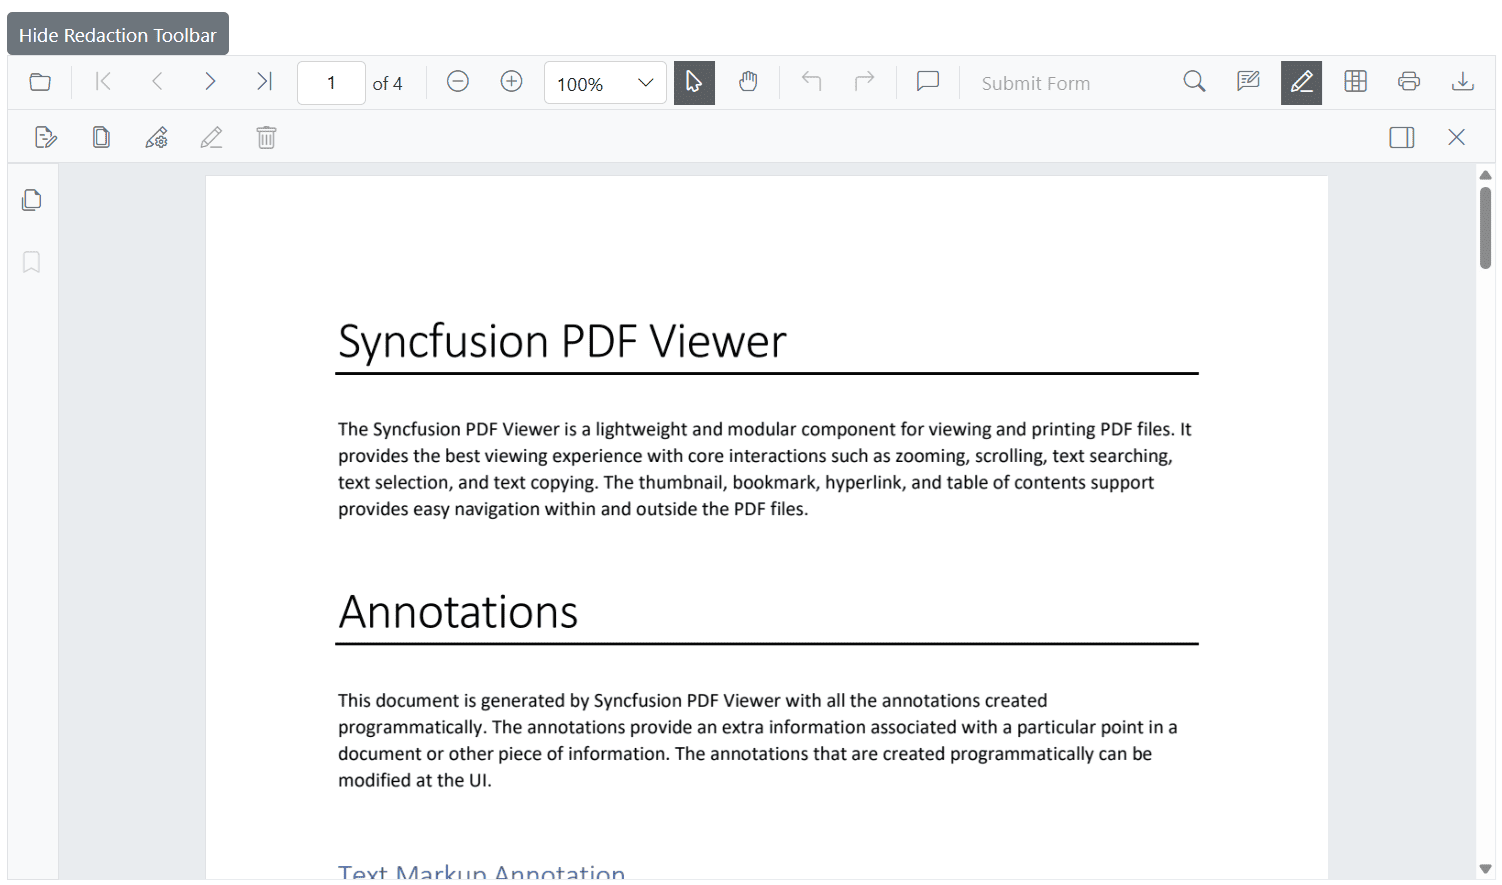 Hide Redaction Toolbar
1 of 4 100% Submit Form
Syncfusion PDF Viewer
The Syncfusion PDF Viewer is a lightweight and modular component for viewing and printing PDF files. It
provides the best viewing experience with core interactions such as zooming, scrolling, text searching,
text selection, and text copying. The thumbnail, bookmark, hyperlink, and table of contents support
provides easy navigation within and outside the PDF files.
Annotations
This document is generated by Syncfusion PDF Viewer with all the annotations created
programmatically. The annotations provide an extra information associated with a particular point in a
document or other piece of information. The annotations that are created programmatically can be
modified at the UI.
Text Markup Annotation